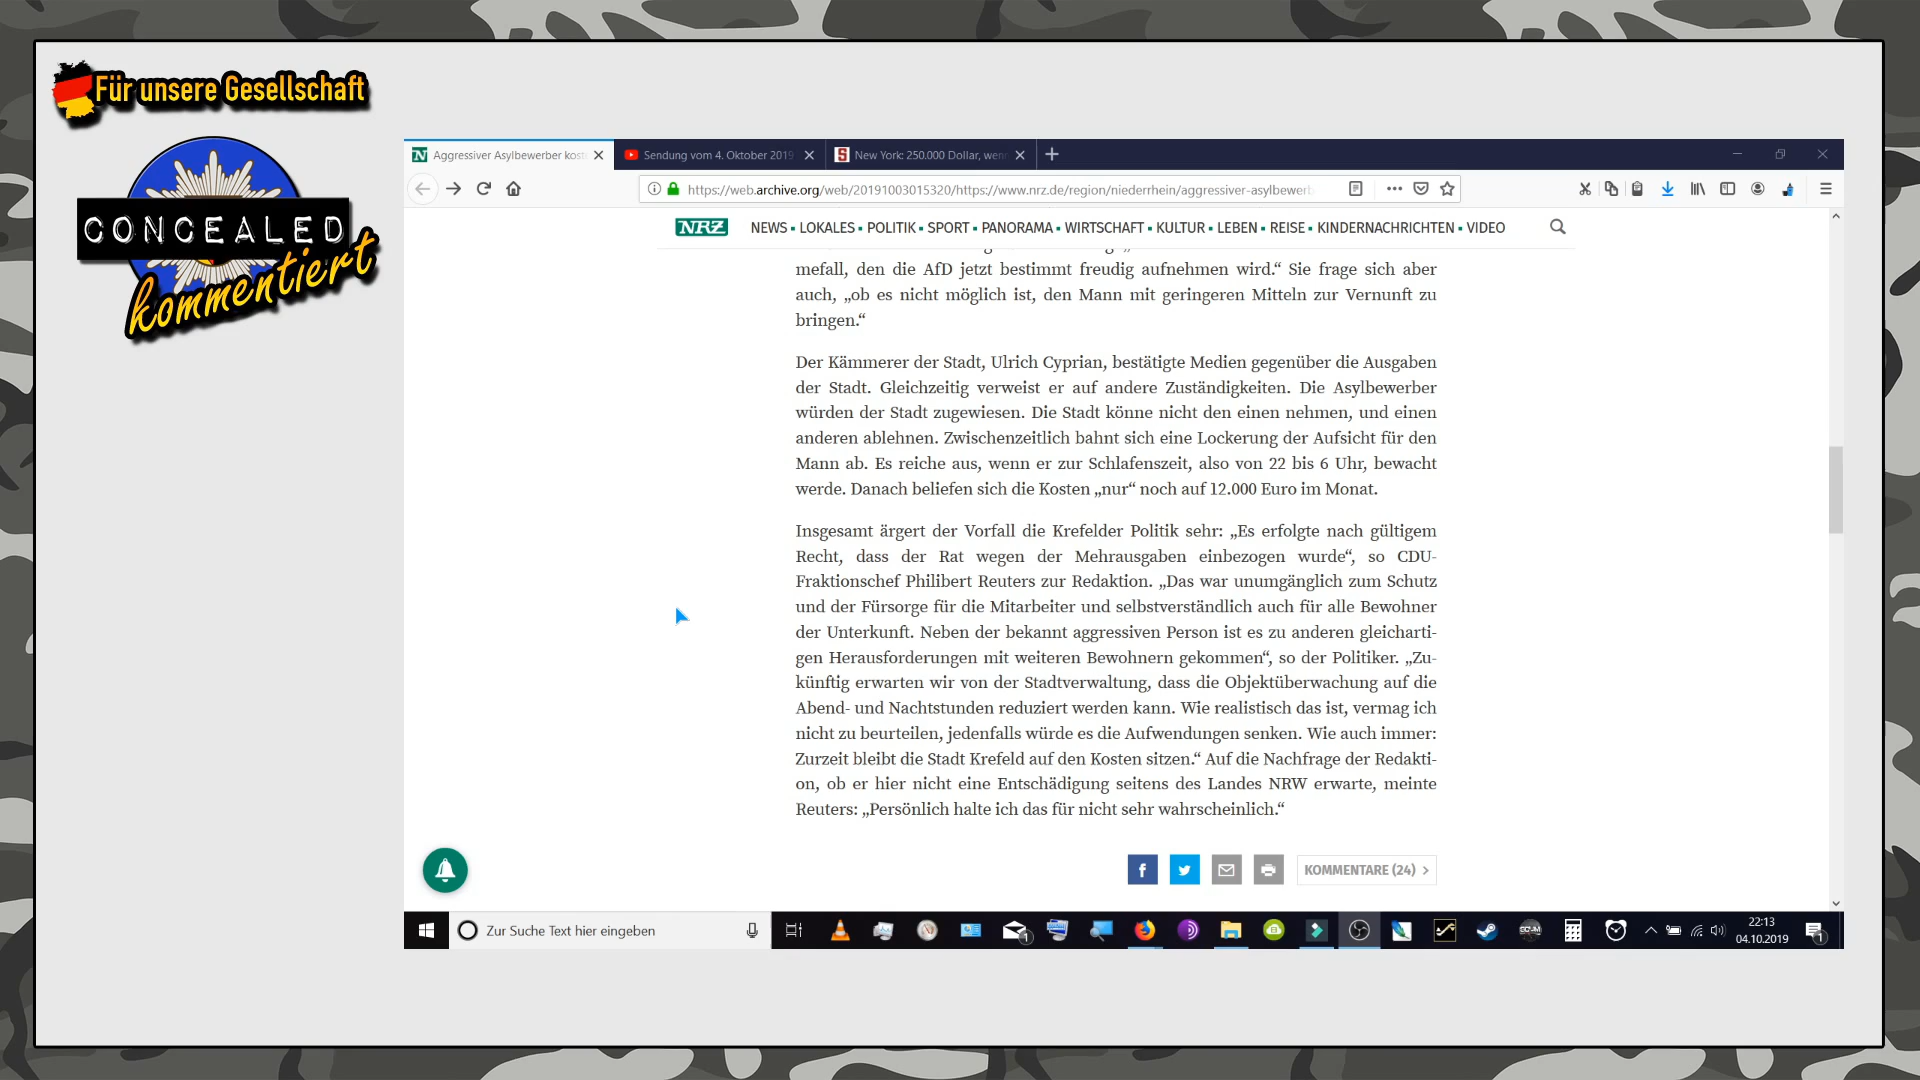 Für unsere Gesellschaft
CONCEALED
kommentiert
Aggressiver Asylbewerber kost
Sendung vom 4. Oktober 2019
New York: 250.000 Dollar, wenn
https://web.archive.org/web/20191003015320/https://www.nrz.de/region/niederrhein/aggressiver-asylbewerb
NRZ NEWS LOKALES POLITIK SPORT PANORAMA WIRTSCHAFT KULTUR LEBEN REISE KINDERNACHRICHTEN VIDEO
mefall, den die AfD jetzt bestimmt freudig aufnehmen wird.“ Sie frage sich aber
auch, „ob es nicht möglich ist, den Mann mit geringeren Mitteln zur Vernunft zu
bringen.“
Der Kämmerer der Stadt, Ulrich Cyprian, bestätigte Medien gegenüber die Ausgaben
der Stadt. Gleichzeitig verweist er auf andere Zuständigkeiten. Die Asylbewerber
würden der Stadt zugewiesen. Die Stadt könne nicht den einen nehmen, und einen
anderen ablehnen. Zwischenzeitlich bahnt sich eine Lockerung der Aufsicht für den
Mann ab. Es reiche aus, wenn er zur Schlafenszeit, also von 22 bis 6 Uhr, bewacht
werde. Danach beliefen sich die Kosten „nur“ noch auf 12.000 Euro im Monat.
Insgesamt ärgert der Vorfall die Krefelder Politik sehr: „Es erfolgte nach gültigem
Recht, dass der Rat wegen der Mehrausgaben einbezogen wurde“, so CDU-
Fraktionschef Philibert Reuters zur Redaktion. „Das war unumgänglich zum Schutz
und der Fürsorge für die Mitarbeiter und selbstverständlich auch für alle Bewohner
der Unterkunft. Neben der bekannt aggressiven Person ist es zu anderen gleicharti-
gen Herausforderungen mit weiteren Bewohnern gekommen“, so der Politiker. „Zu-
künftig erwarten wir von der Stadtverwaltung, dass die Objektüberwachung auf die
Abend- und Nachtstunden reduziert werden kann. Wie realistisch das ist, vermag ich
nicht zu beurteilen, jedenfalls würde es die Aufwendungen senken. Wie auch immer:
Zurzeit bleibt die Stadt Krefeld auf den Kosten sitzen.“ Auf die Nachfrage der Redakti-
on, ob er hier nicht eine Entschädigung seitens des Landes NRW erwarte, meinte
Reuters: „Persönlich halte ich das für nicht sehr wahrscheinlich.“
KOMMENTARE (24)
Zur Suche Text hier eingeben
22:13
04.10.2019